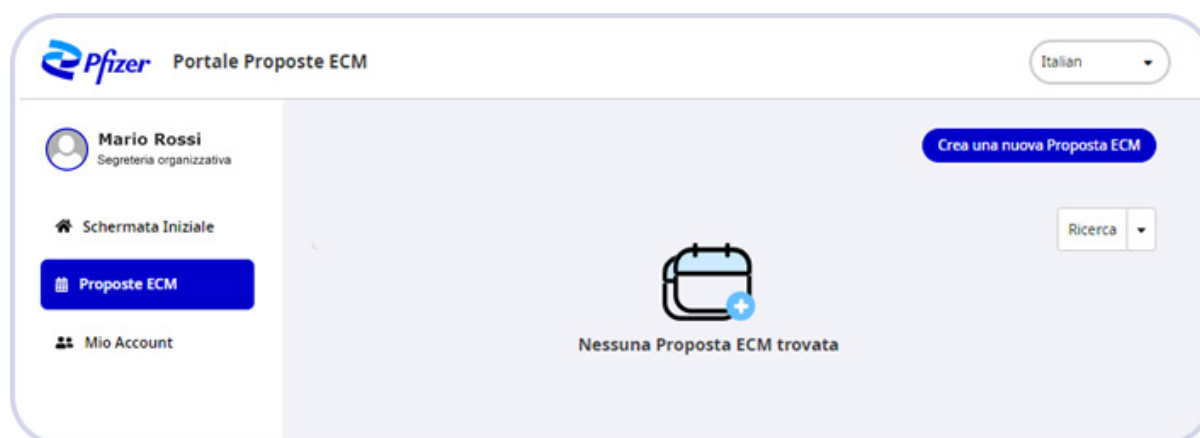 Pfizer Portale Proposte ECM
Italian
Mario Rossi
Segreteria organizzativa
Crea una nuova Proposta ECM
Schermata Iniziale
Ricerca
Proposte ECM
Mio Account
Nessuna Proposta ECM trovata